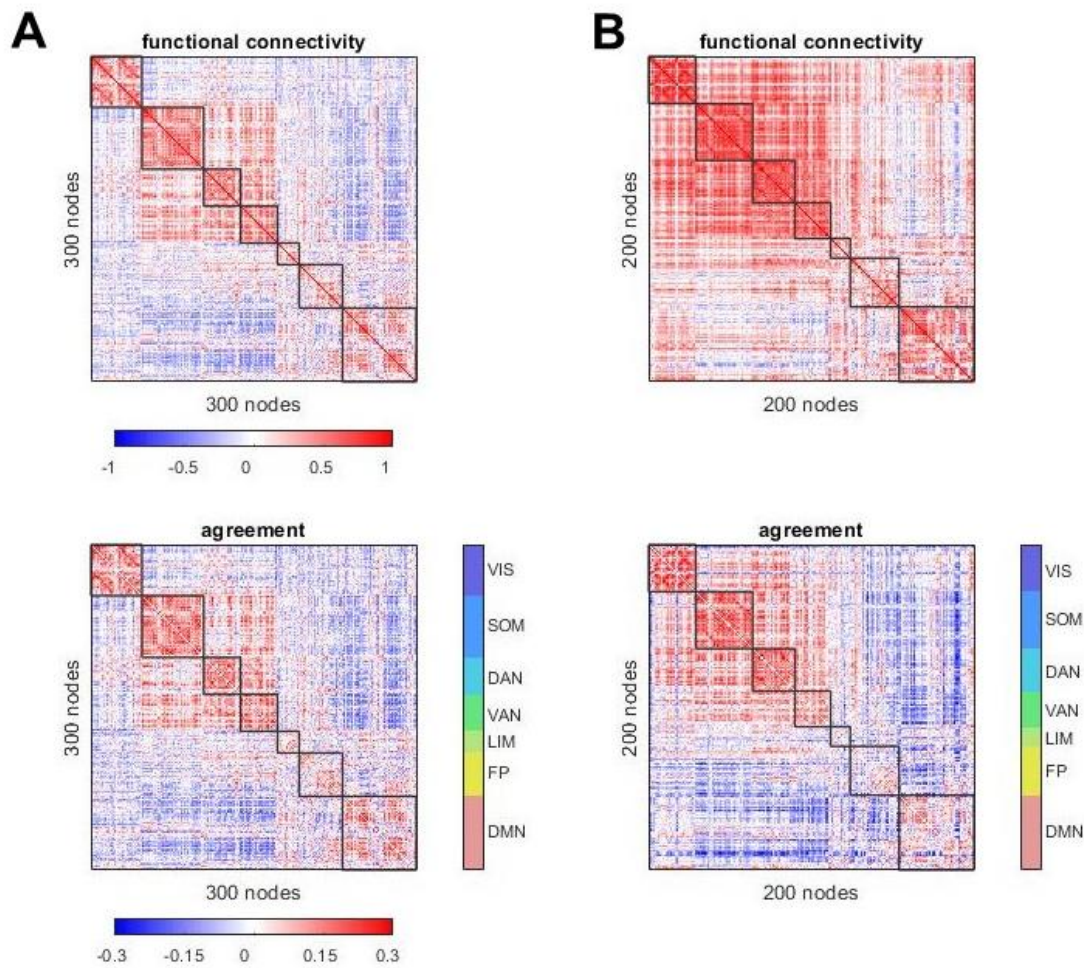 A
B
functional connectivity
functional connectivity
300 nodes
200 nodes
300 nodes
200 nodes
-1 -0.5 0 0.5 1
agreement
agreement
300 nodes
VIS
SOM
DAN
VAN
LIM
FP
DMN
200 nodes
VIS
SOM
DAN
VAN
LIM
FP
DMN
300 nodes
200 nodes
-0.3 -0.15 0 0.15 0.3